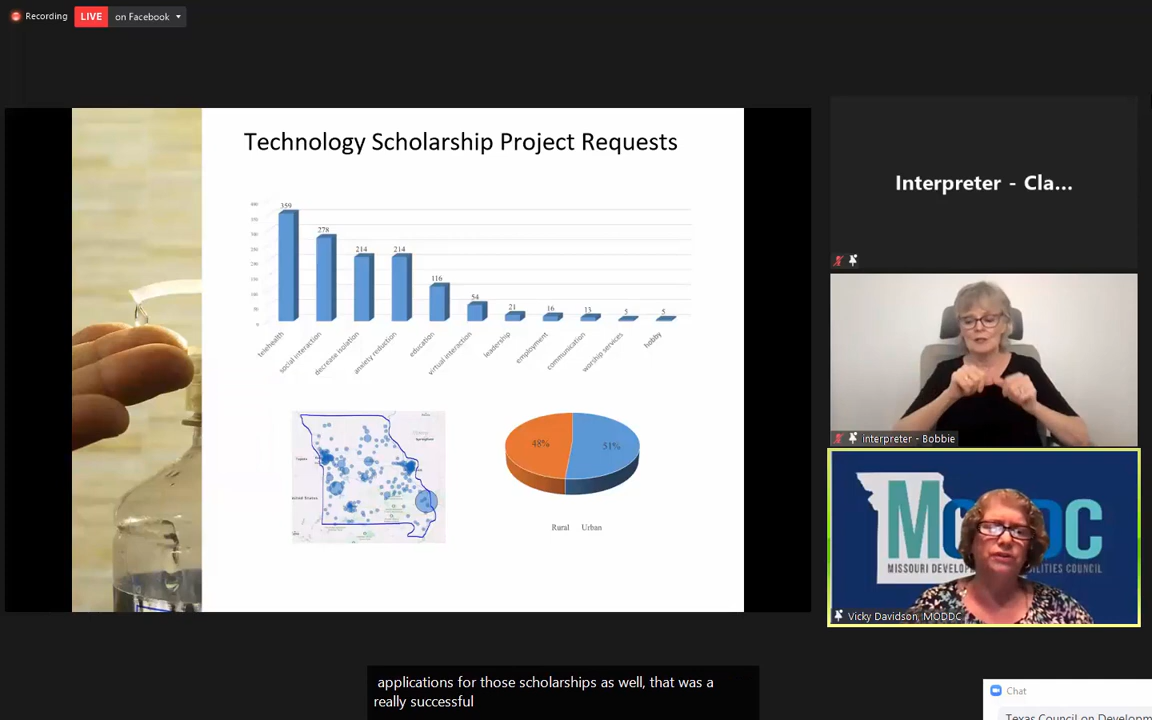 Recording
LIVE on Facebook
Technology Scholarship Project Requests
359
278
214
214
116
54
21
16
13
5
5
telehealth
social interaction
decrease isolation
anxiety reduction
education
virtual interaction
leadership
employment
communication
worship services
hobby
48%
51%
Rural Urban
Interpreter - Cla...
interpreter - Bobbie
MISSOURI
Vicky Davidson, MODDC
applications for those scholarships as well, that was a
really successful
Chat